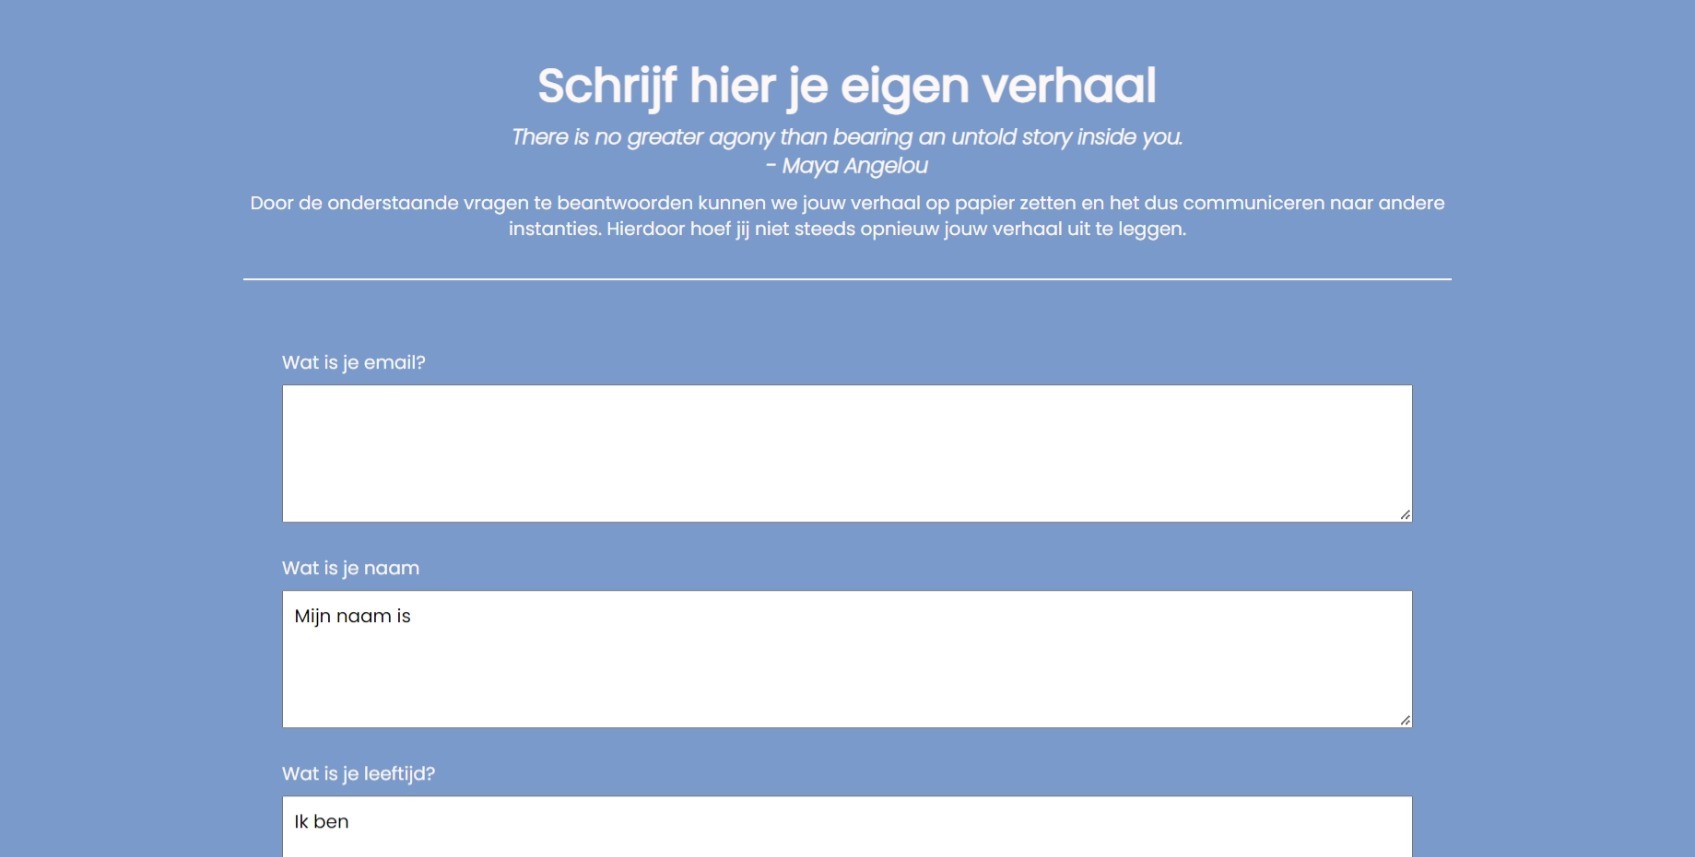 Schrijf hier je eigen verhaal
There is no greater agony than bearing an untold story inside you.
- Maya Angelou
Door de onderstaande vragen te beantwoorden kunnen we jouw verhaal op papier zetten en het dus communiceren naar andere
instanties. Hierdoor hoef jij niet steeds opnieuw jouw verhaal uit te leggen.
Wat is je email?
Wat is je naam
Mijn naam is
Wat is je leeftijd?
Ik ben